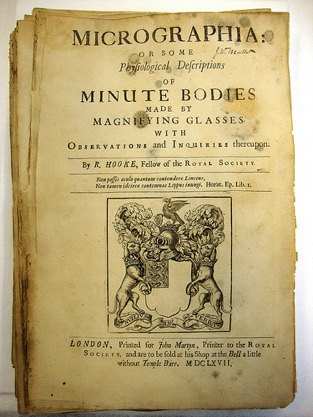 MICROGRAPHIA:
OR SOME
Physiological Descriptions
OF
MINUTE BODIES
MADE BY
MAGNIFYING GLASSES
WITH
OBSERVATIONS and INQUIRIES thereupon.
By R. HOOKE, Fellow of the ROYAL SOCIETY.
Non possis oculo quantum contendere Linceus,
Non tamen idcirco contemnas Lippus inungi. Horat. Ep. Lib. 1.
NULLIUS IN VERBA
LONDON, Printed for John Martyn, Printer to the ROYAL
SOCIETY, and are to be sold at his Shop at the Bell a little
without Temple Barr. MDCLXVII.